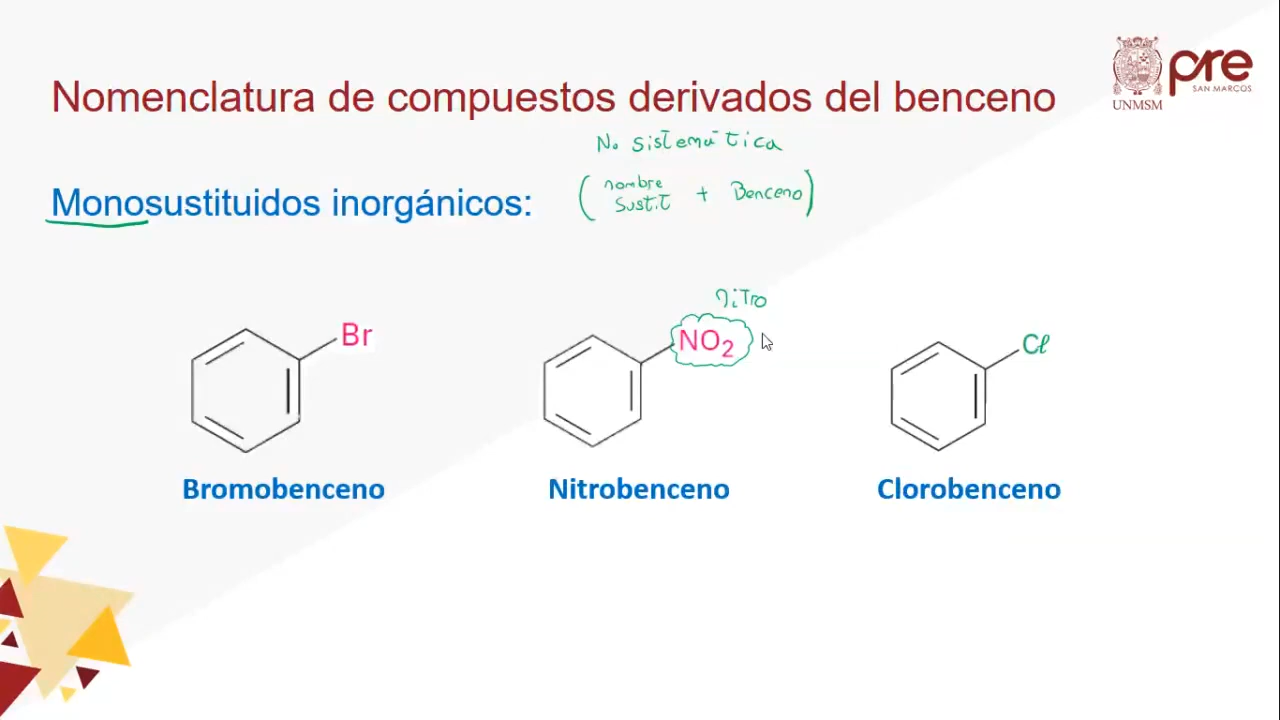 pre
SAN MARCOS
UNMSM
Nomenclatura de compuestos derivados del benceno
N. sistemática
Monosustituidos inorgánicos:
(nombre sustit + Benceno)
nitro
Br
NO2
Cl
Bromobenceno
Nitrobenceno
Clorobenceno